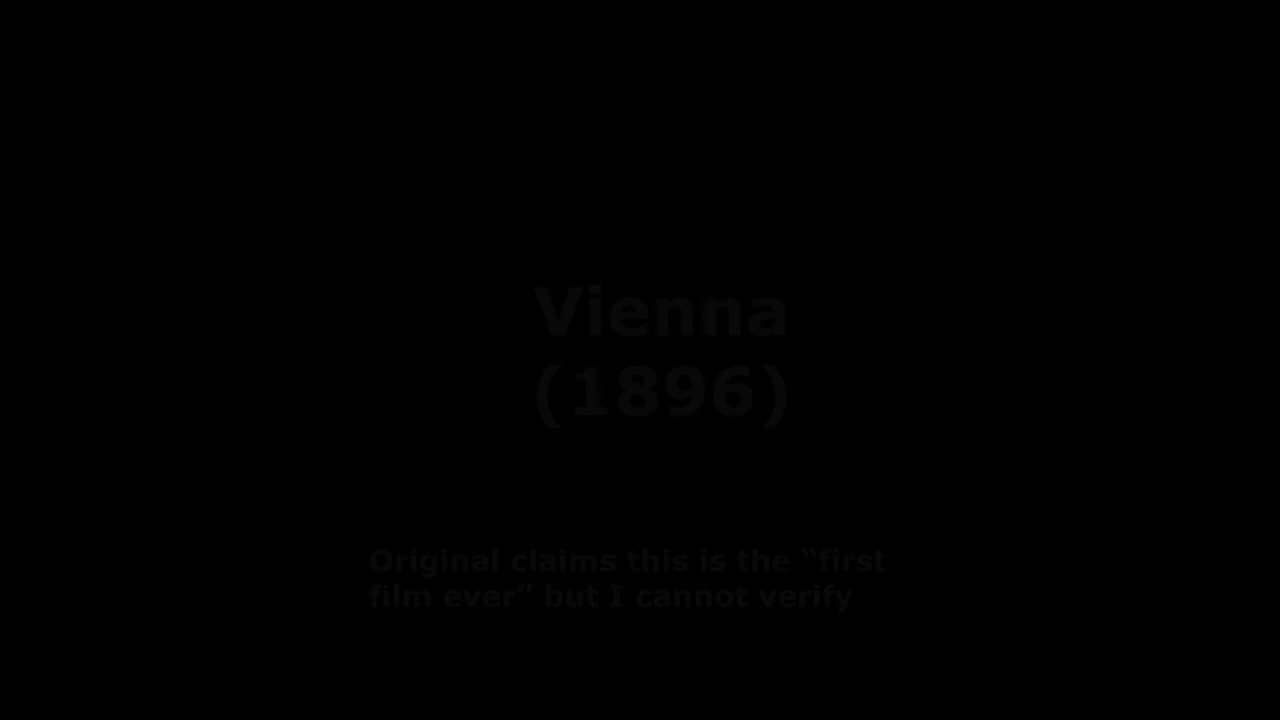 Vienna
(1896)
Original claims this is the “first
film ever” but I cannot verify